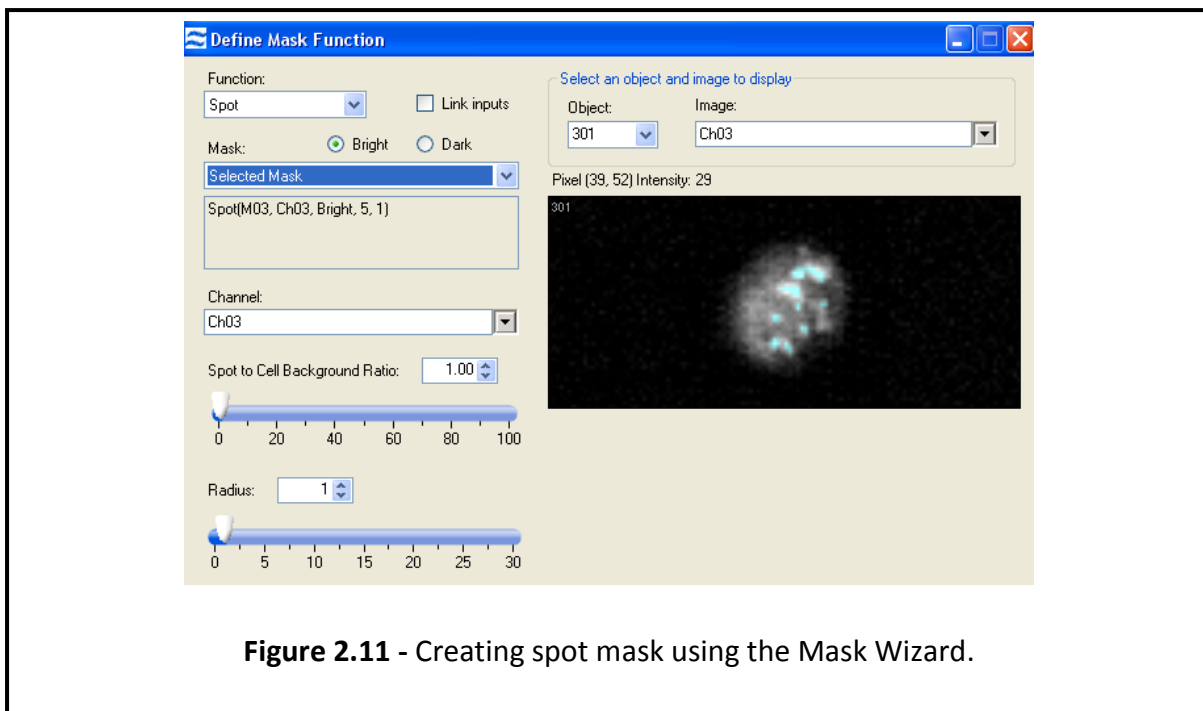 Define Mask Function
Function:
Spot
Link inputs
Mask:
Bright
Dark
Selected Mask
Spot(M03, Ch03, Bright, 5, 1)
Channel:
Ch03
Spot to Cell Background Ratio:
1.00
0 20 40 60 80 100
Radius:
1
0 5 10 15 20 25 30
Select an object and image to display
Object:
Image:
301
Ch03
Pixel (39, 52) Intensity: 29
301
Figure 2.11 - Creating spot mask using the Mask Wizard.